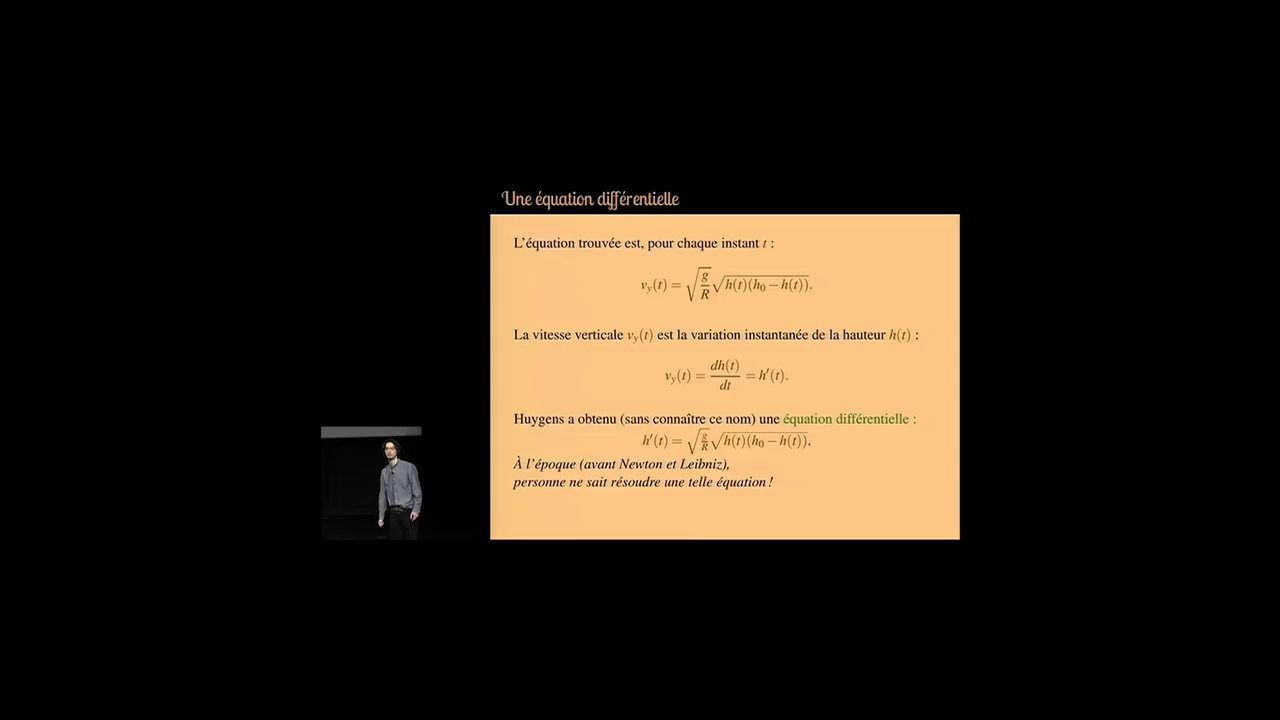 Une équation différentielle
L'équation trouvée est, pour chaque instant t :
v_y(t) = √(g/R) √(h(t)(h₀ − h(t))).
La vitesse verticale v_y(t) est la variation instantanée de la hauteur h(t) :
v_y(t) = dh(t)/dt = h′(t).
Huygens a obtenu (sans connaître ce nom) une équation différentielle :
h′(t) = √(g/R) √(h(t)(h₀ − h(t))).
À l'époque (avant Newton et Leibniz),
personne ne sait résoudre une telle équation !